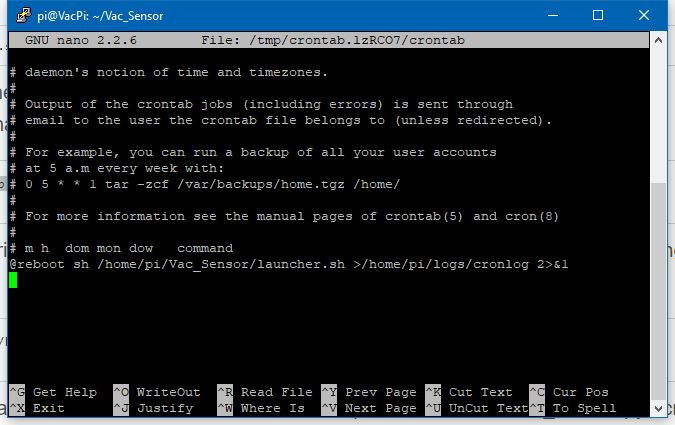 pi@VacPi: ~/Vac_Sensor
GNU nano 2.2.6 File: /tmp/crontab.lzRCO7/crontab
# daemon's notion of time and timezones.
#
# Output of the crontab jobs (including errors) is sent through
# email to the user the crontab file belongs to (unless redirected).
#
# For example, you can run a backup of all your user accounts
# at 5 a.m every week with:
# 0 5 * * 1 tar -zcf /var/backups/home.tgz /home/
#
# For more information see the manual pages of crontab(5) and cron(8)
#
# m h  dom mon dow   command
@reboot sh /home/pi/Vac_Sensor/launcher.sh >/home/pi/logs/cronlog 2>&1
^G Get Help ^O WriteOut ^R Read File ^Y Prev Page ^K Cut Text ^C Cur Pos
^X Exit ^J Justify ^W Where Is ^V Next Page ^U UnCut Text ^T To Spell